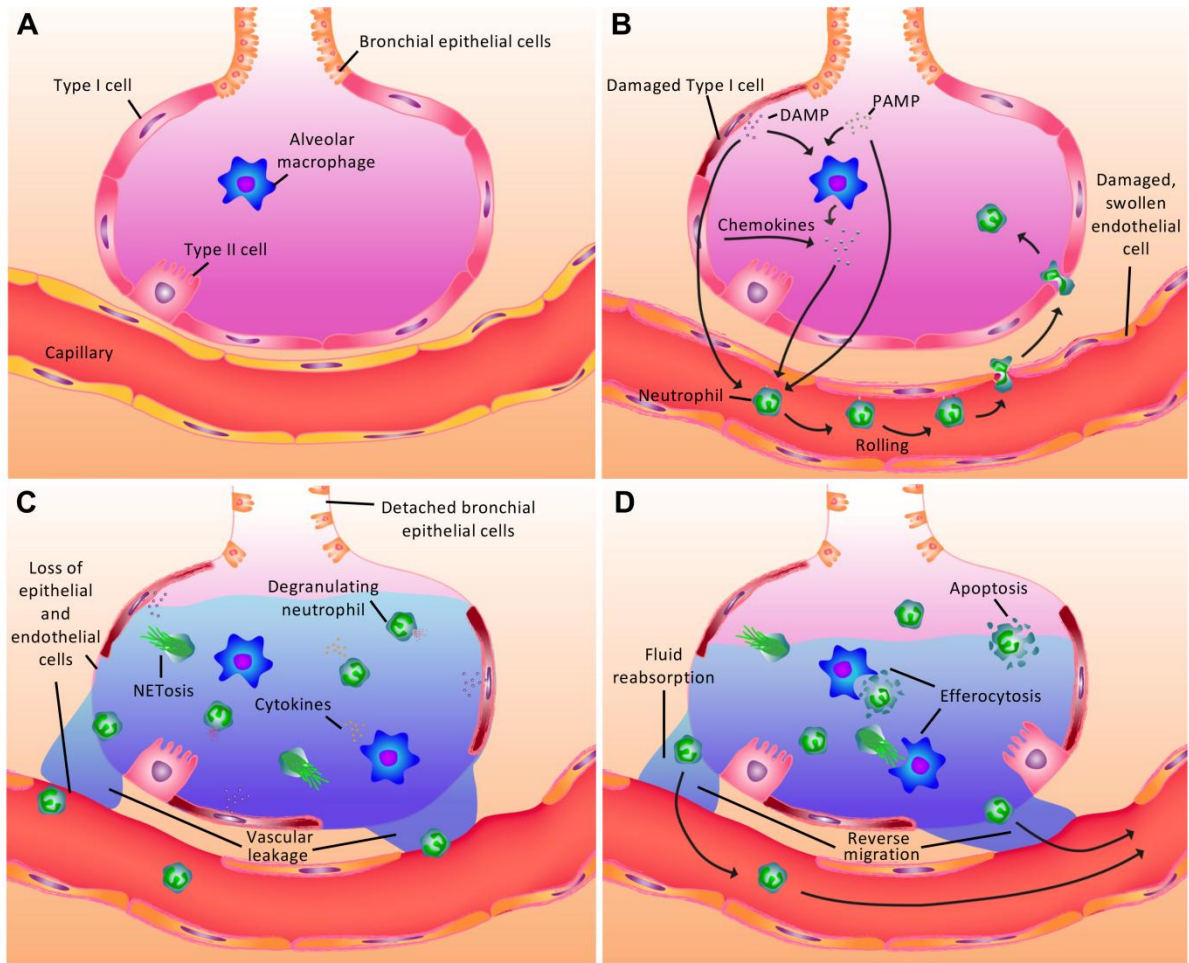 A
Bronchial epithelial cells
Type I cell
Alveolar
macrophage
Type II cell
Capillary
B
Damaged Type I cell
DAMP
PAMP
Damaged,
swollen
endothelial
cell
Chemokines
Neutrophil
Rolling
C
Detached bronchial
epithelial cells
Loss of
epithelial
and
endothelial
cells
Degranulating
neutrophil
NETosis
Cytokines
Vascular
leakage
D
Apoptosis
Fluid
reabsorption
Efferocytosis
Reverse
migration